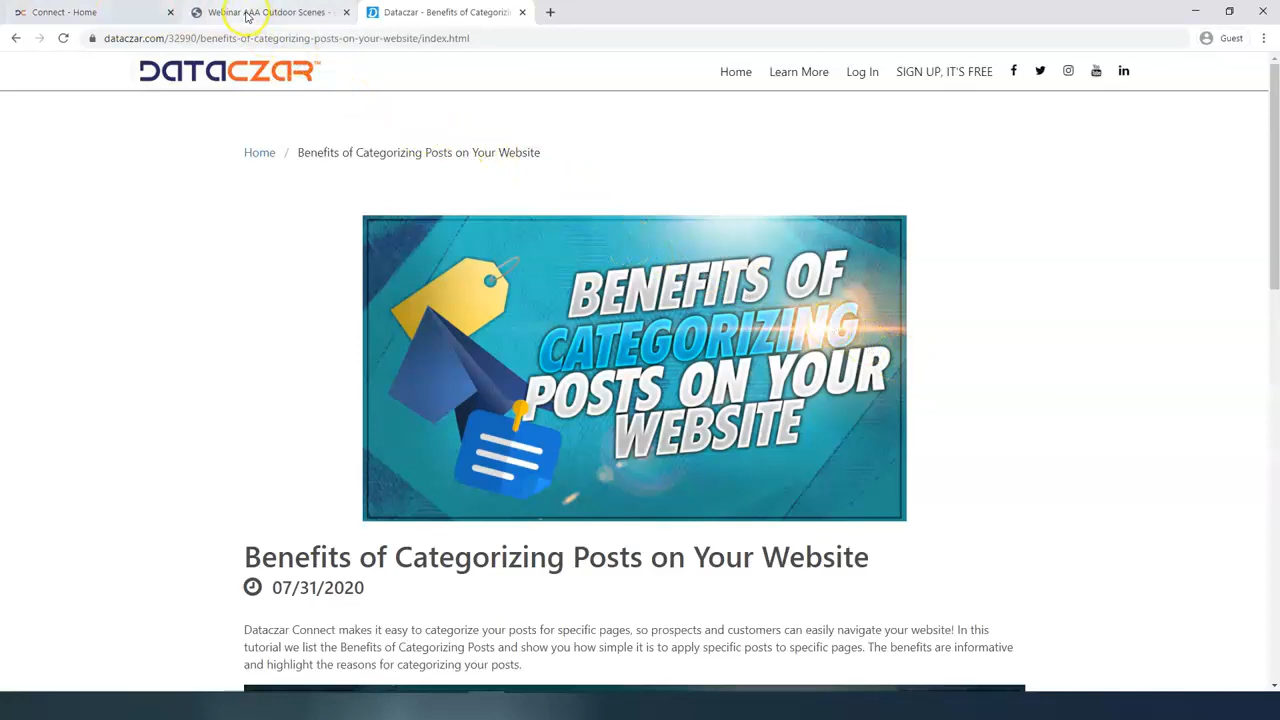 Connect - Home
Webinar AAA Outdoor Scenes -
Dataczar - Benefits of Categorizi
dataczar.com/32990/benefits-of-categorizing-posts-on-your-website/index.html
Guest
DATACZAR
Home
Learn More
Log In
SIGN UP, IT'S FREE
Home / Benefits of Categorizing Posts on Your Website
BENEFITS OF
CATEGORIZING
POSTS ON YOUR
WEBSITE
Benefits of Categorizing Posts on Your Website
07/31/2020
Dataczar Connect makes it easy to categorize your posts for specific pages, so prospects and customers can easily navigate your website! In this
tutorial we list the Benefits of Categorizing Posts and show you how simple it is to apply specific posts to specific pages. The benefits are informative
and highlight the reasons for categorizing your posts.